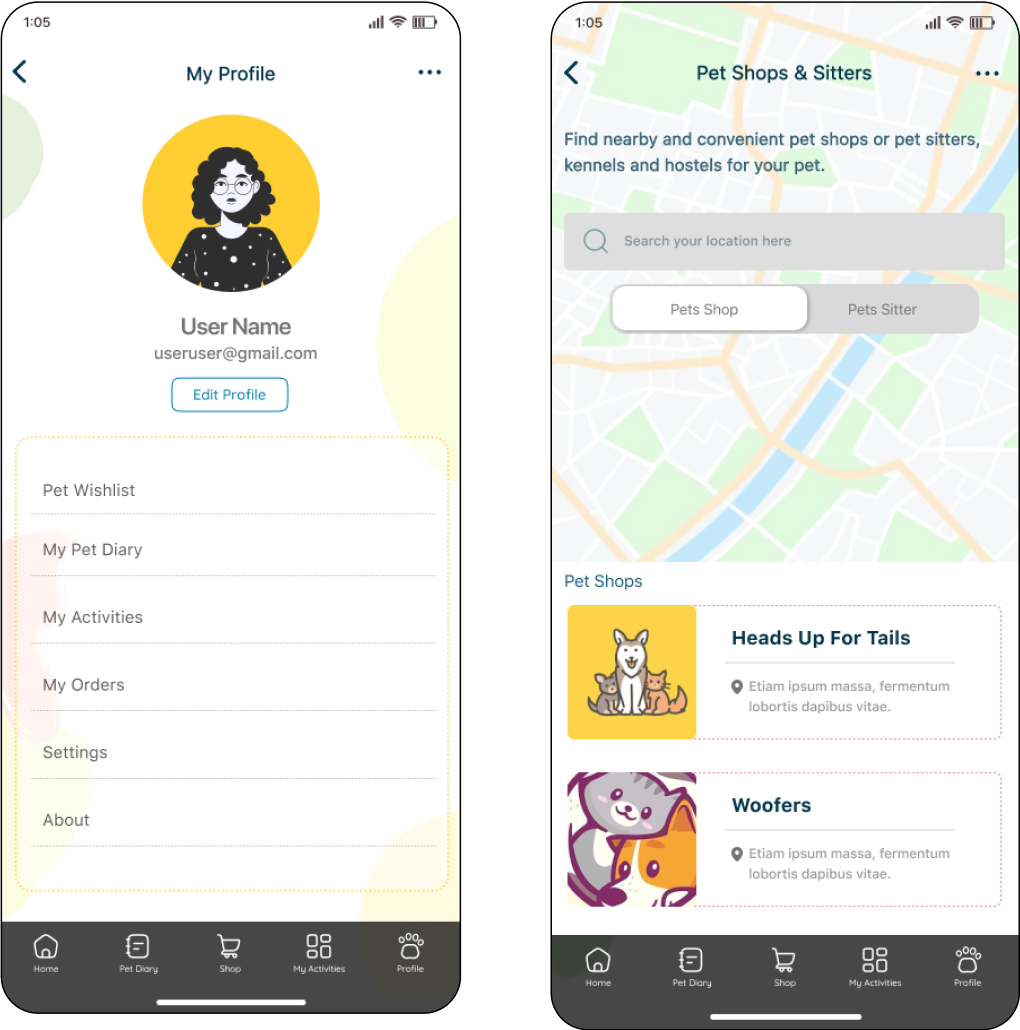 1:05
My Profile
User Name
useruser@gmail.com
Edit Profile
Pet Wishlist
My Pet Diary
My Activities
My Orders
Settings
About
Home
Pet Diary
Shop
My Activities
Profile
1:05
Pet Shops & Sitters
Find nearby and convenient pet shops or pet sitters,
kennels and hostels for your pet.
Search your location here
Pets Shop
Pets Sitter
Pet Shops
Heads Up For Tails
Etiam ipsum massa, fermentum
lobortis dapibus vitae.
Woofers
Etiam ipsum massa, fermentum
lobortis dapibus vitae.
Home
Pet Diary
Shop
My Activities
Profile